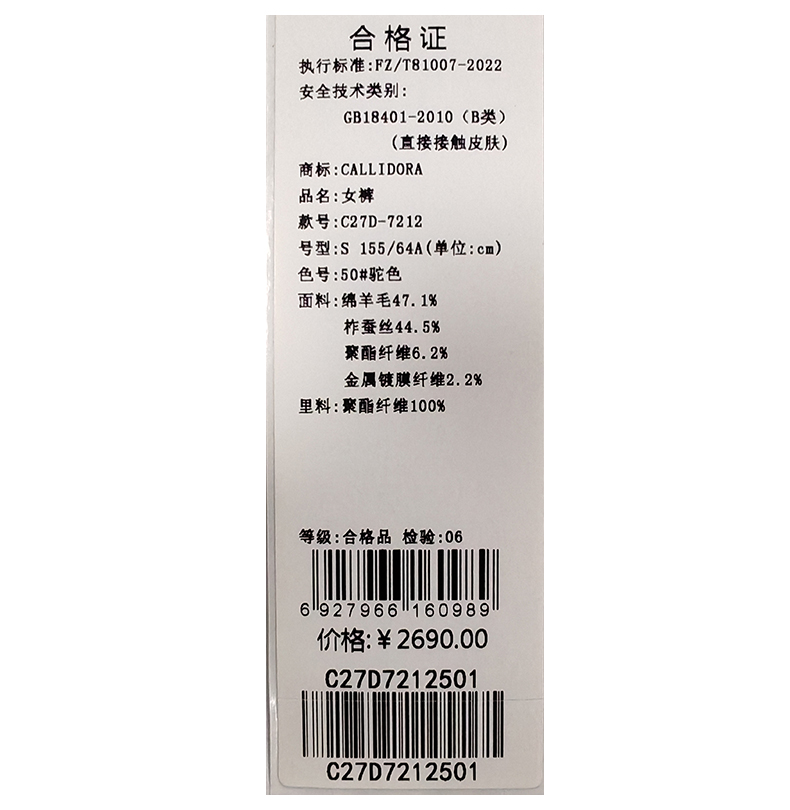 合格证
执行标准:FZ/T81007-2022
安全技术类别:
GB18401-2010（B类）
(直接接触皮肤)
商标:CALLIDORA
品名:女裤
款号:C27D-7212
号型:S 155/64A(单位:cm)
色号:50#驼色
面料:绵羊毛47.1%
柞蚕丝44.5%
聚酯纤维6.2%
金属镀膜纤维2.2%
里料:聚酯纤维100%
等级:合格品 检验:06
6 927966 160989
价格:￥2690.00
C27D7212501
C27D7212501